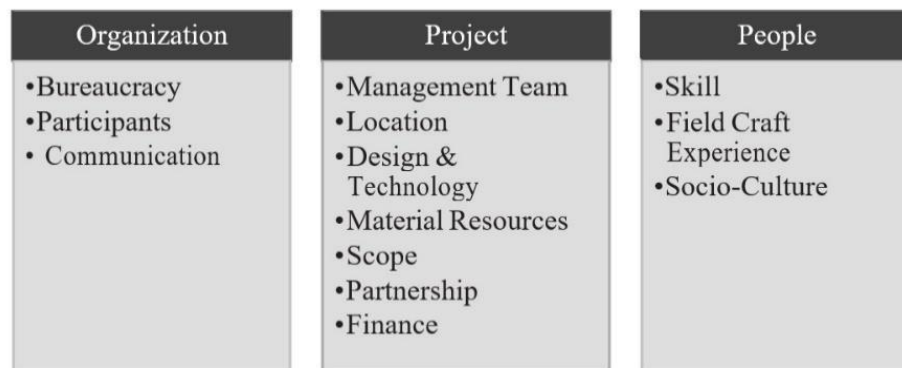 Organization
•Bureaucracy
•Participants
• Communication
Project
•Management Team
•Location
•Design &
Technology
•Material Resources
•Scope
•Partnership
•Finance
People
•Skill
•Field Craft
Experience
•Socio-Culture